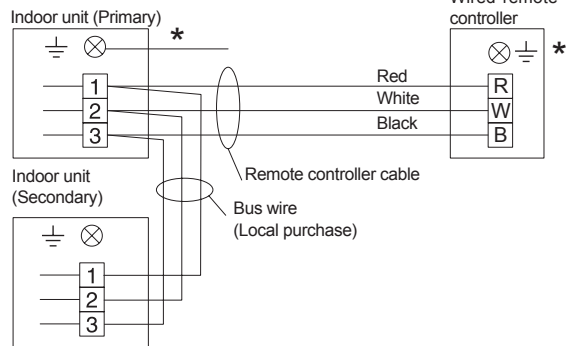 Wired remote
controller
Indoor unit (Primary)
*
*
1
2
3
Red
White
Black
R
W
B
Remote controller cable
Bus wire
(Local purchase)
Indoor unit
(Secondary)
1
2
3